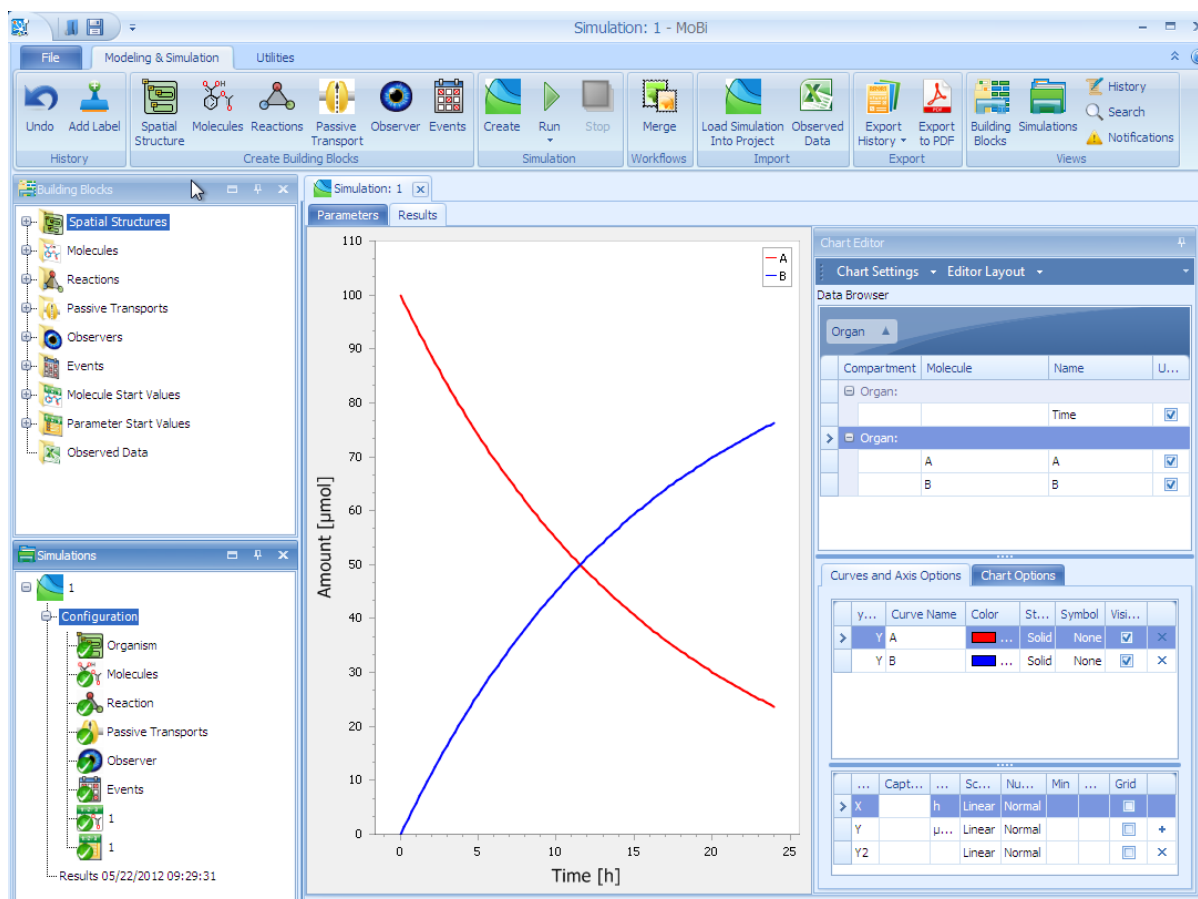 Simulation: 1 - MoBi
File Modeling & Simulation Utilities
Undo Add Label Spatial Structure Molecules Reactions Passive Transport Observer Events Create Run Stop Merge Load Simulation Into Project Observed Data Export History Export to PDF Building Blocks Simulations History
Search
Notifications
History Create Building Blocks Simulation Workflows Import Export Views
Building Blocks
Spatial Structures
Molecules
Reactions
Passive Transports
Observers
Events
Molecule Start Values
Parameter Start Values
Observed Data
Simulations
1
Configuration
Organism
Molecules
Reaction
Passive Transports
Observer
Events
1
1
Results 05/22/2012 09:29:31
Simulation: 1
Parameters Results
A
B
110
100
90
80
70
60
50
40
30
20
10
0
Amount [µmol]
0 5 10 15 20 25
Time [h]
Chart Editor
Chart Settings Editor Layout
Data Browser
Organ
Compartment Molecule Name U...
Organ:
Time
Organ:
A A
B B
Curves and Axis Options Chart Options
y... Curve Name Color St... Symbol Visi...
Y A ... Solid None
Y B ... Solid None
... Capt... ... Sc... Nu... Min ... Grid
X h Linear Normal
Y µ... Linear Normal
Y2 Linear Normal